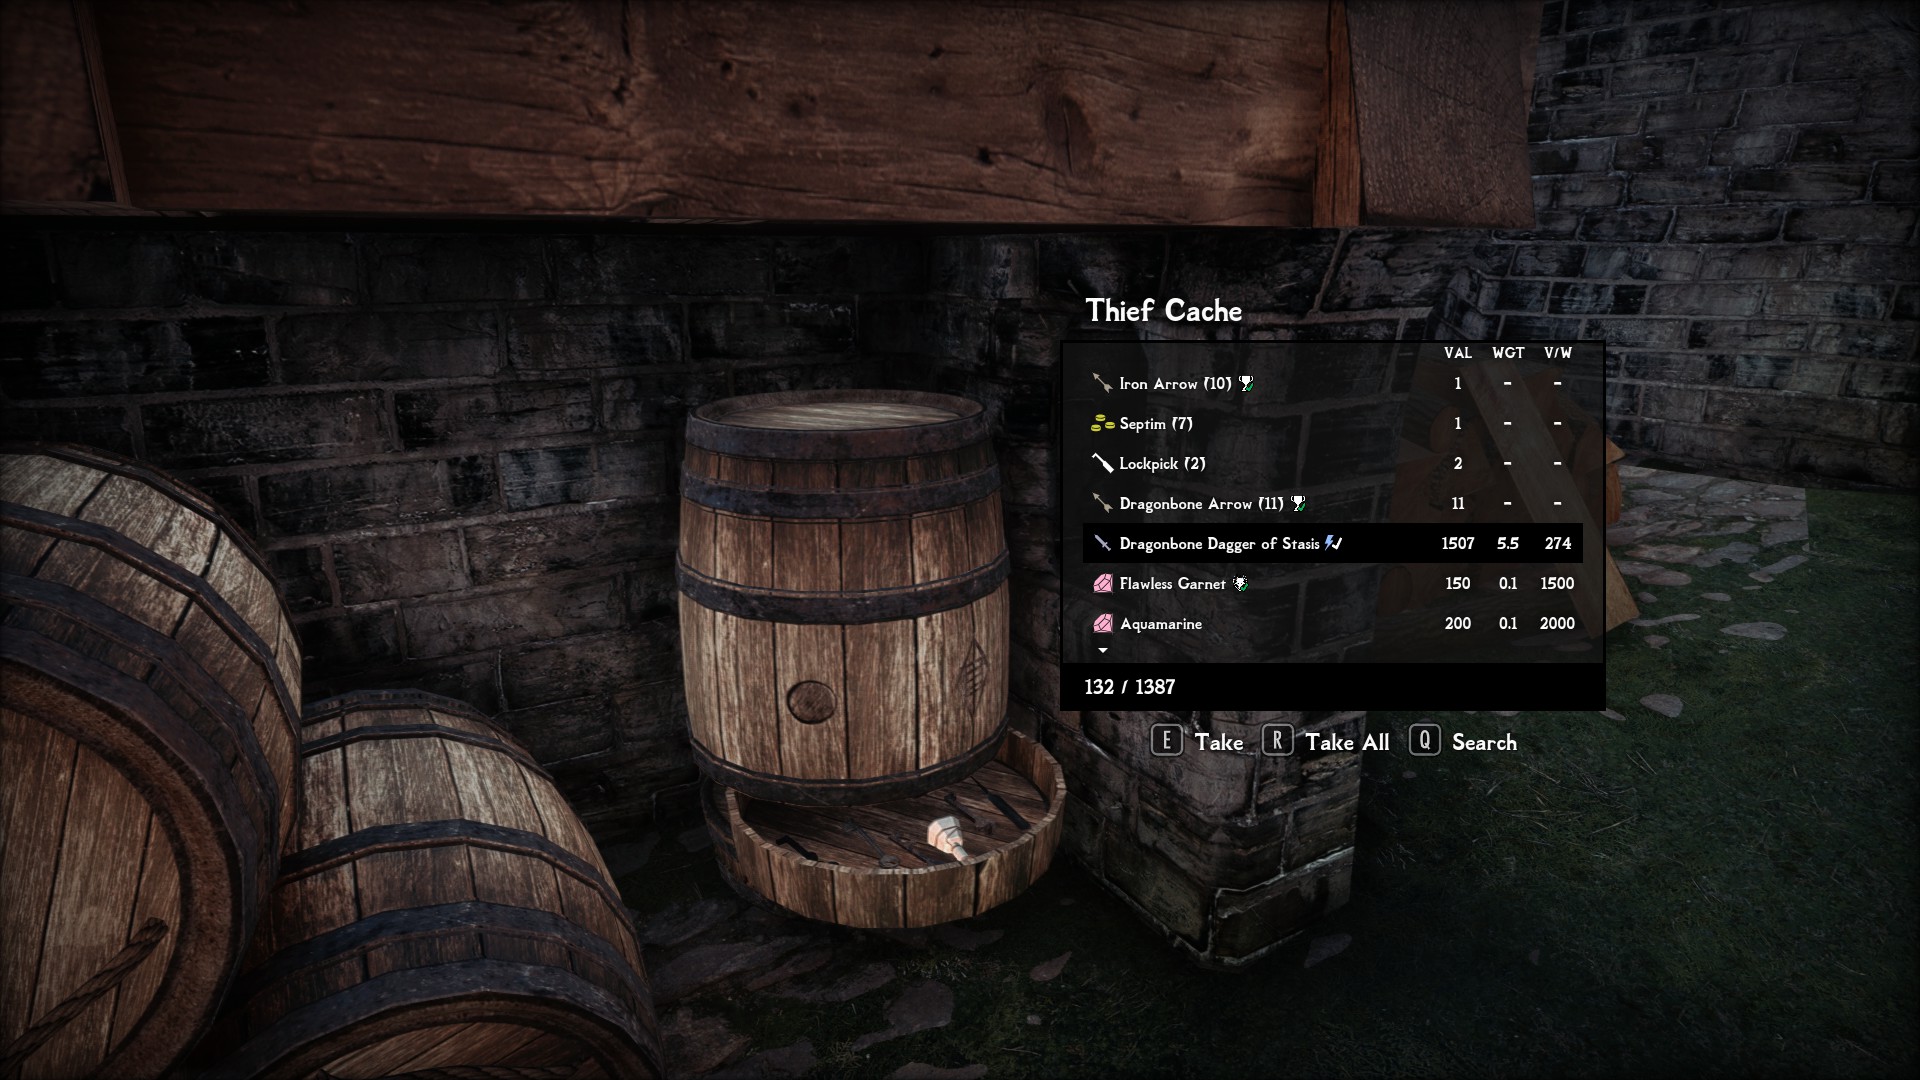 Thief Cache
VAL WGT V/W
Iron Arrow (10) 1 - -
Septim (7) 1 - -
Lockpick (2) 2 - -
Dragonbone Arrow (11) 11 - -
Dragonbone Dagger of Stasis 1507 5.5 274
Flawless Garnet 150 0.1 1500
Aquamarine 200 0.1 2000
132 / 1387
E Take R Take All Q Search